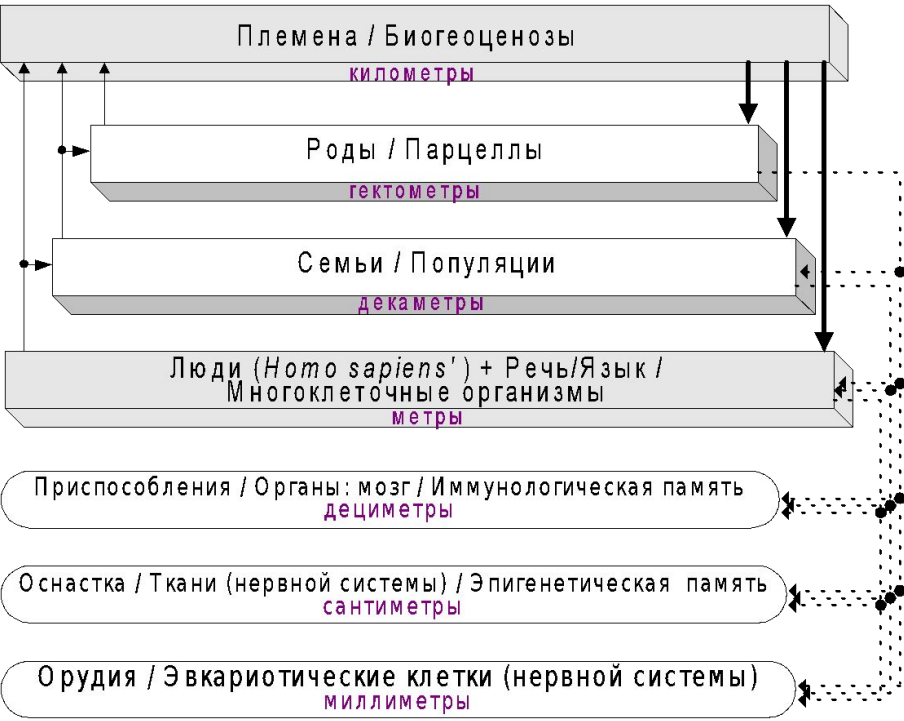 Племена / Биогеоценозы
километры
Роды / Парцеллы
гектометры
Семьи / Популяции
декаметры
Люди (Homo sapiens') + Речь/Язык /
Многоклеточные организмы
метры
Приспособления / Органы: мозг / Иммунологическая память
дециметры
Оснастка / Ткани (нервной системы) / Эпигенетическая память
сантиметры
Орудия / Эвкариотические клетки (нервной системы)
миллиметры